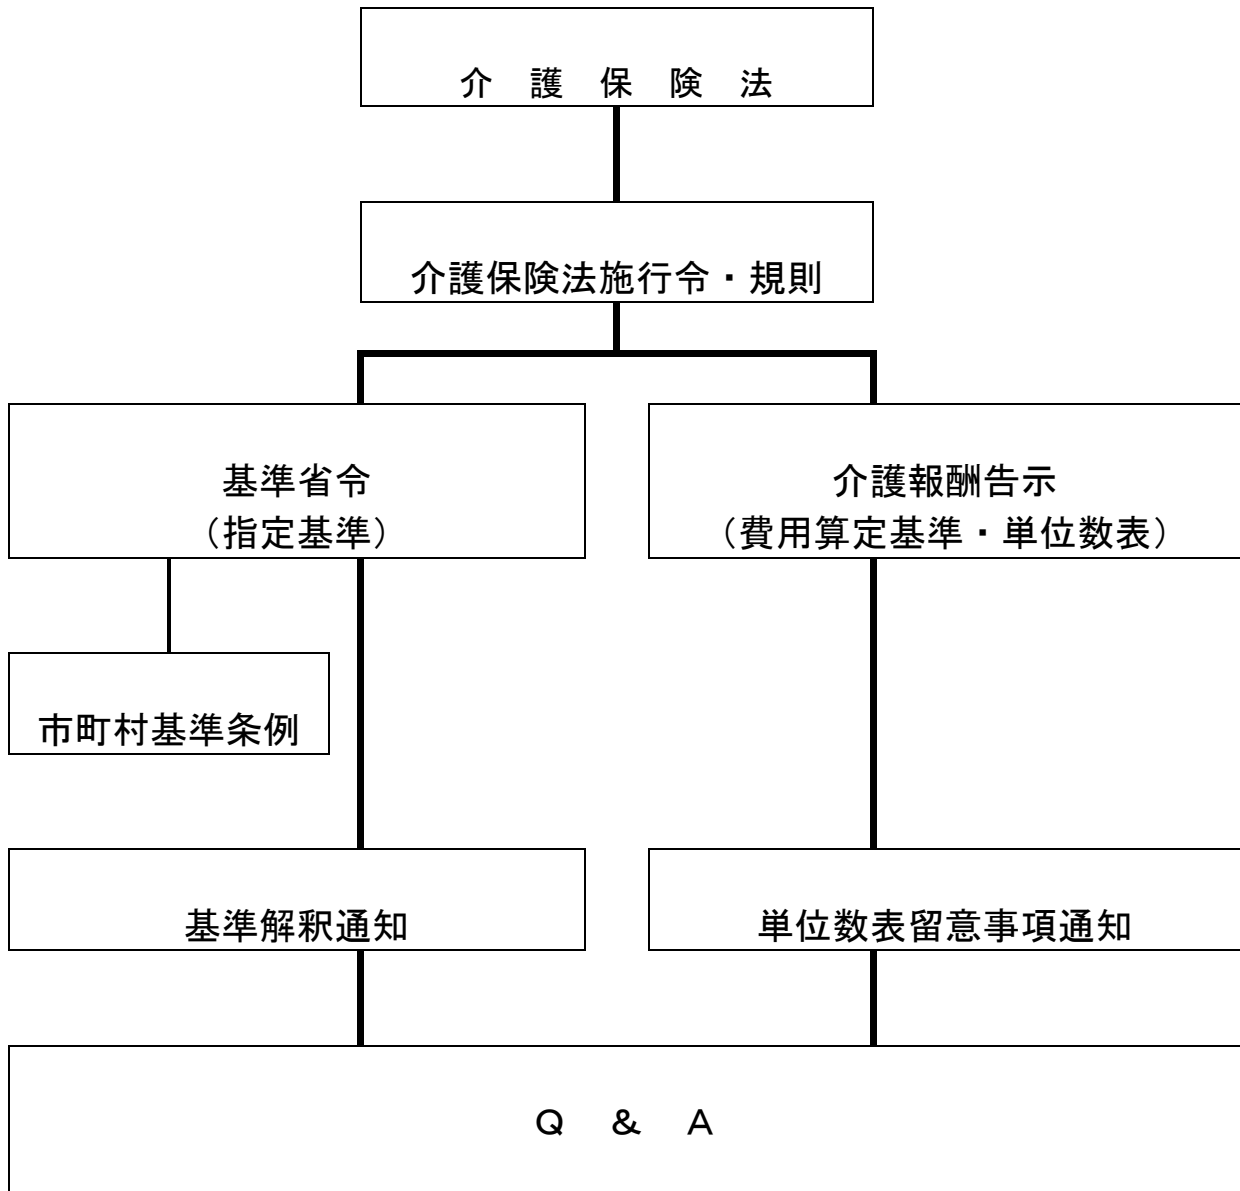 介 護 保 険 法
介護保険法施行令・規則
基準省令
（指定基準）
介護報酬告示
（費用算定基準・単位数表）
市町村基準条例
基準解釈通知
単位数表留意事項通知
Ｑ ＆ Ａ